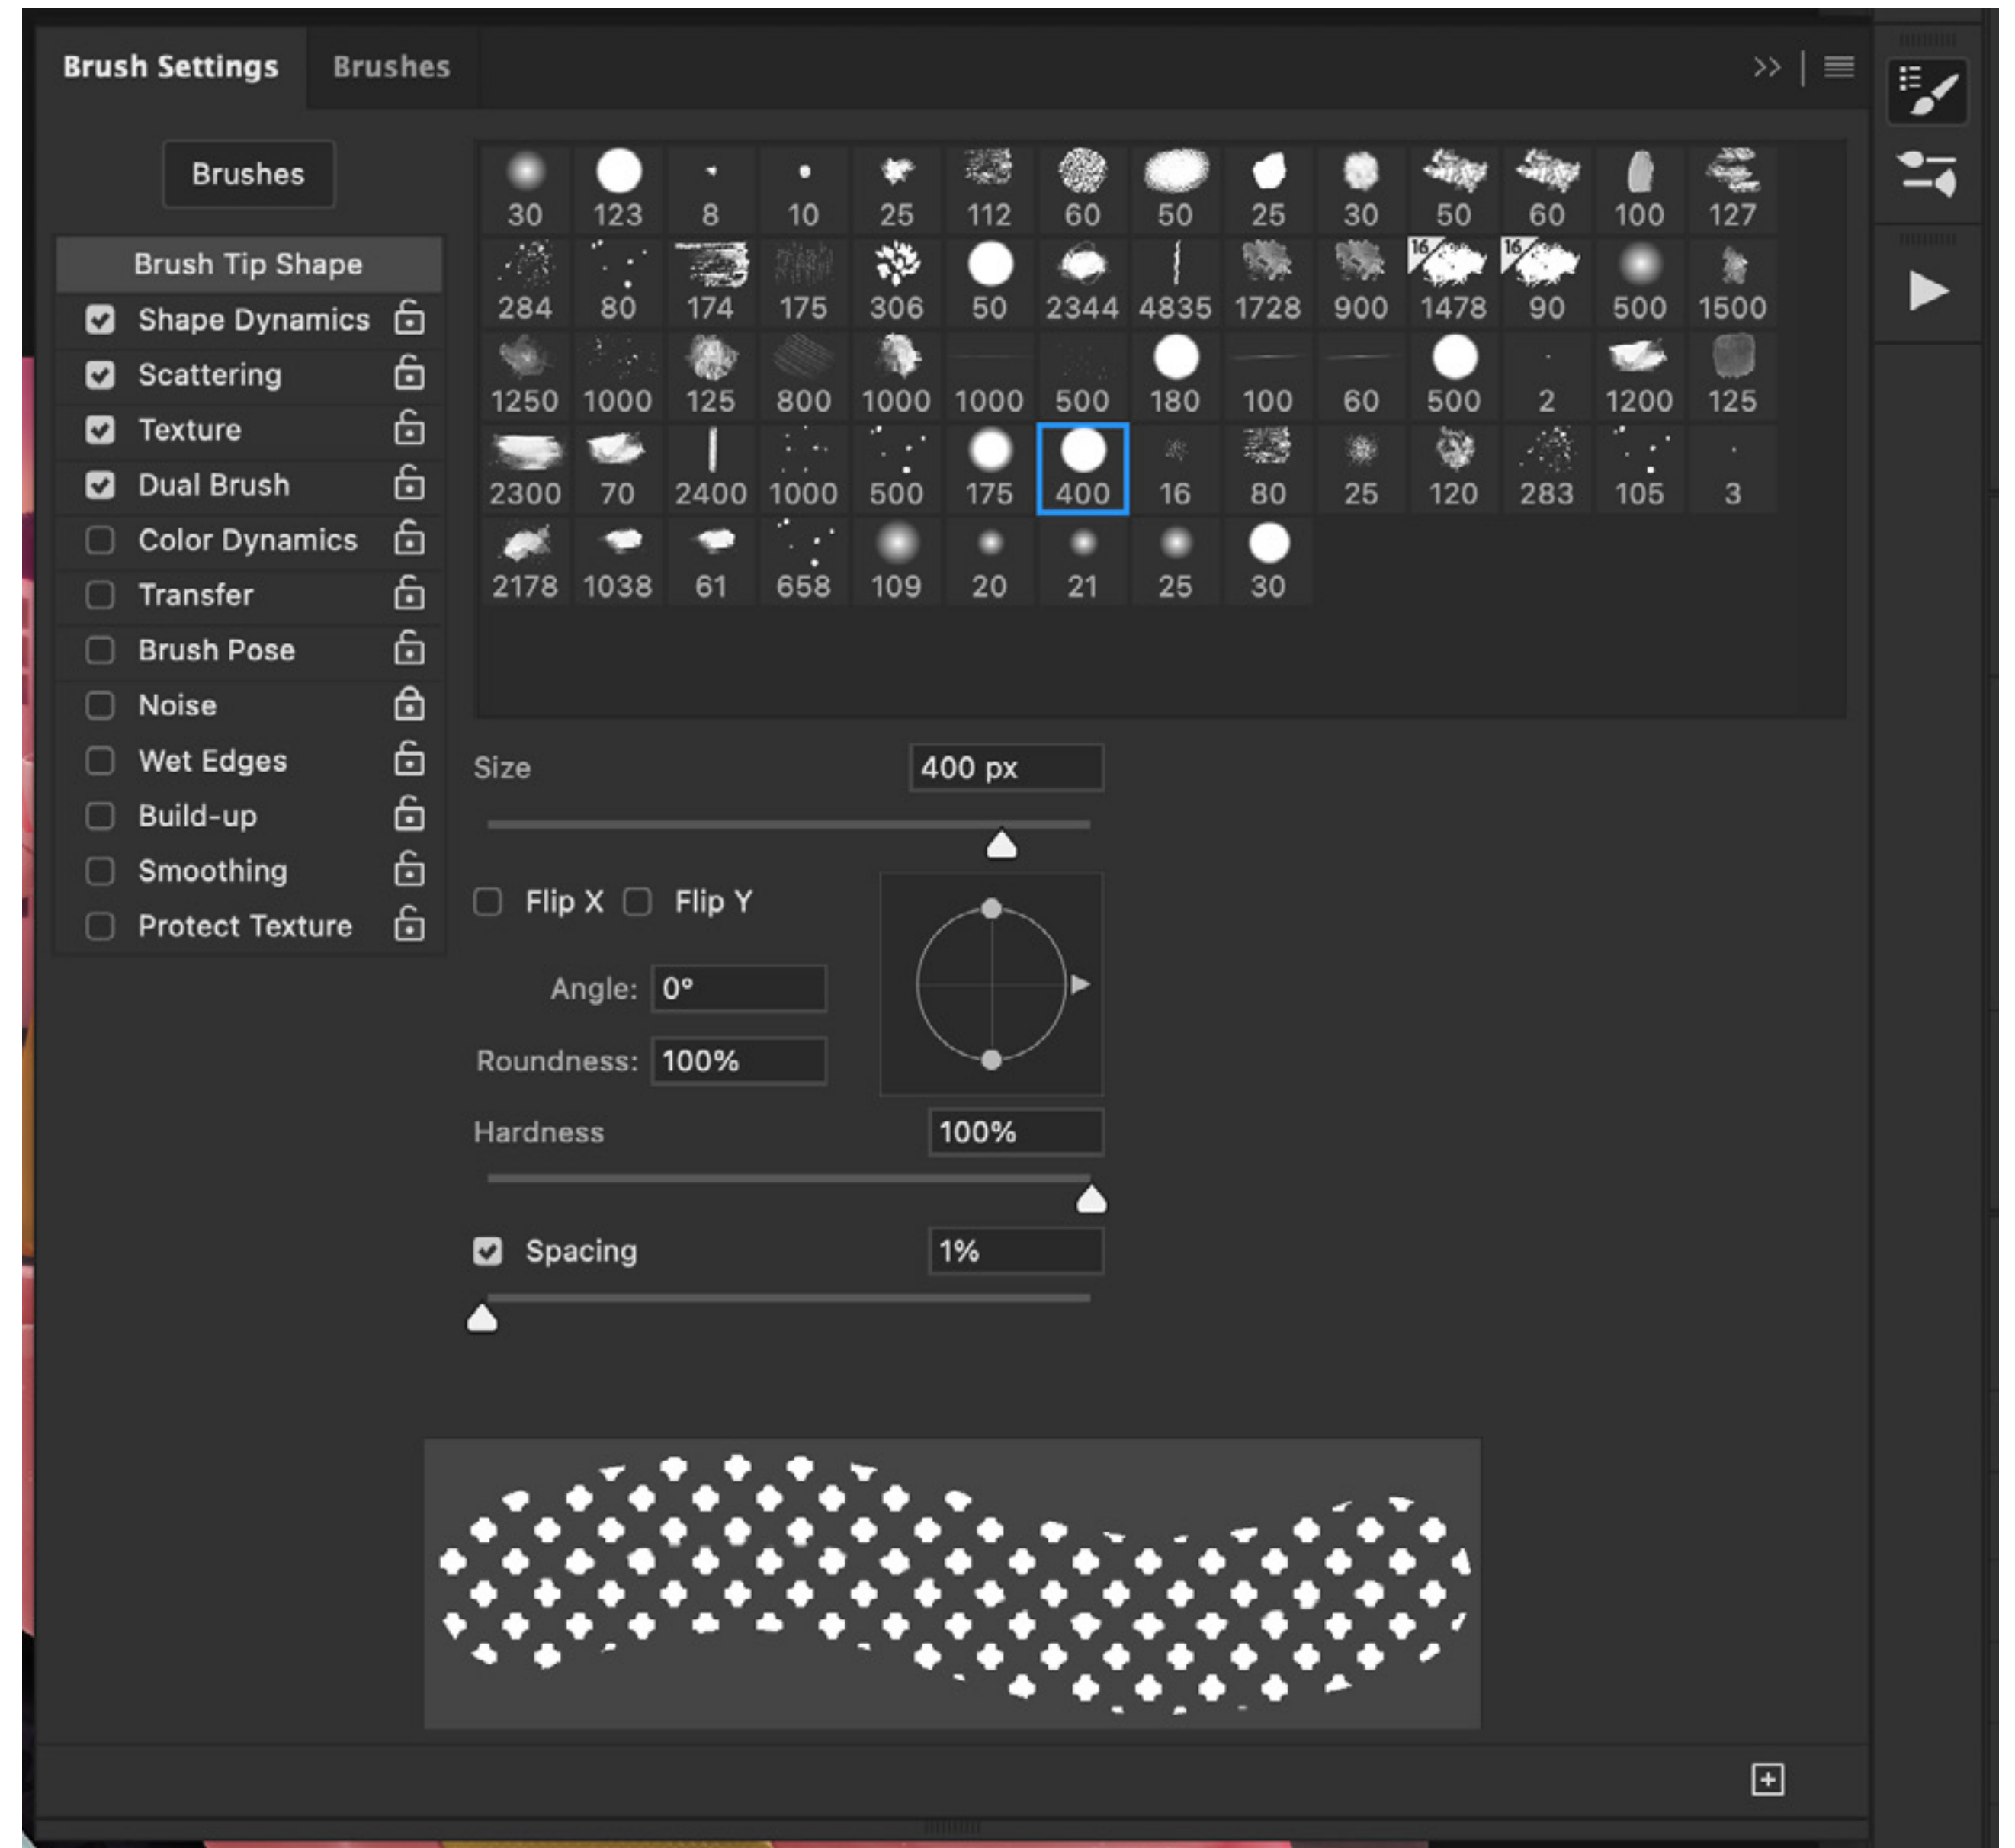 Brush Settings Brushes
Brushes
Brush Tip Shape
Shape Dynamics
Scattering
Texture
Dual Brush
Color Dynamics
Transfer
Brush Pose
Noise
Wet Edges
Build-up
Smoothing
Protect Texture
30 123 8 10 25 112 60 50 25 30 50 60 100 127
16 16
284 80 174 175 306 50 2344 4835 1728 900 1478 90 500 1500
1250 1000 125 800 1000 1000 500 180 100 60 500 2 1200 125
2300 70 2400 1000 500 175 400 16 80 25 120 283 105 3
2178 1038 61 658 109 20 21 25 30
Size 400 px
Flip X Flip Y
Angle: 0°
Roundness: 100%
Hardness 100%
Spacing 1%